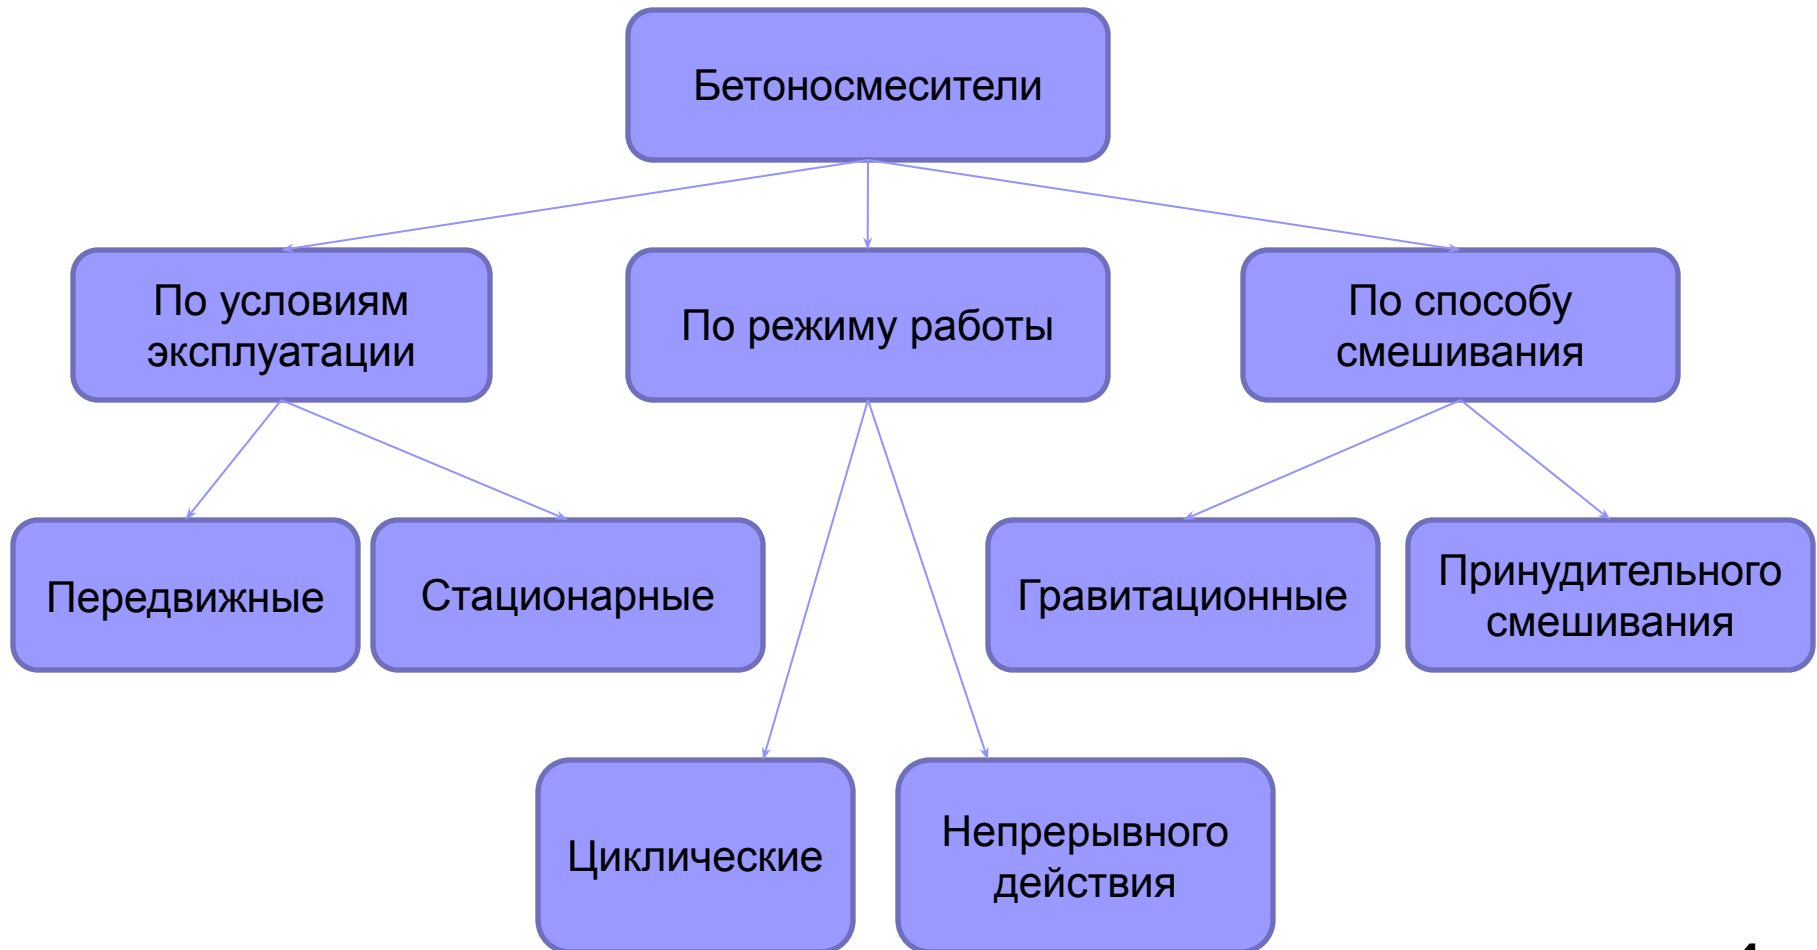 Бетоносмесители
По условиям
эксплуатации
По режиму работы
По способу
смешивания
Передвижные
Стационарные
Гравитационные
Принудительного
смешивания
Циклические
Непрерывного
действия